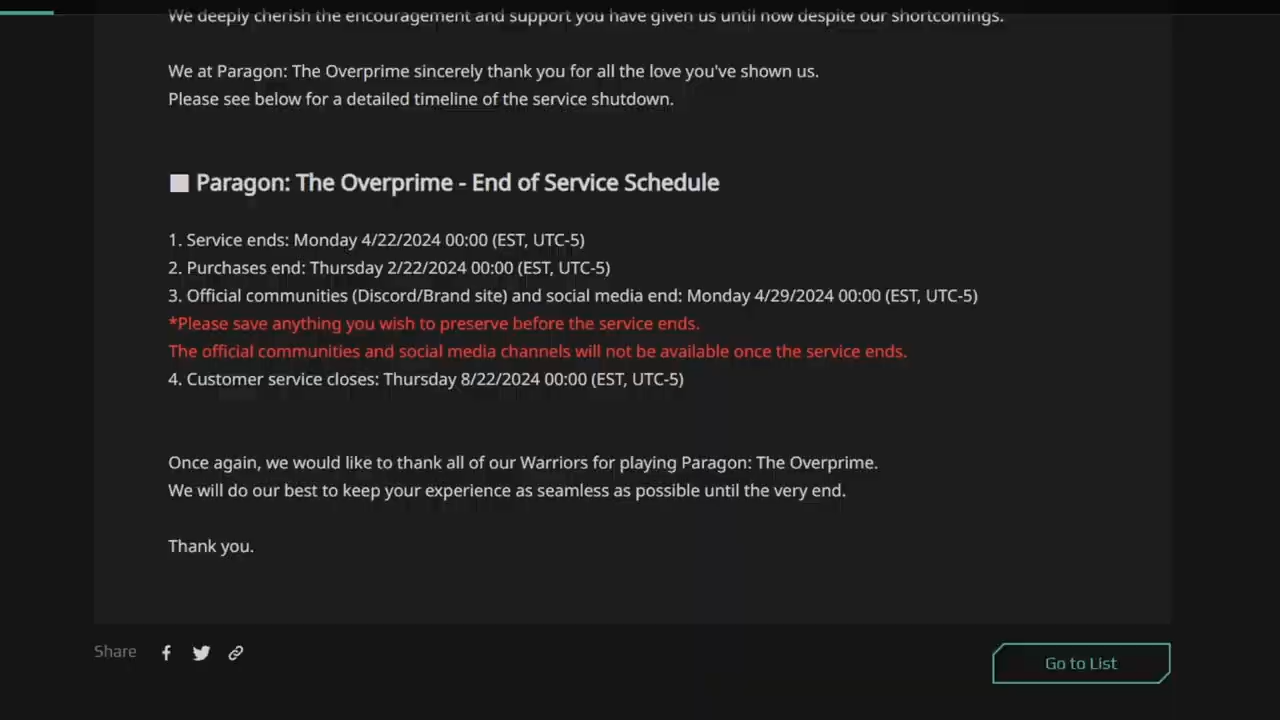 We deeply cherish the encouragement and support you have given us until now despite our shortcomings.
We at Paragon: The Overprime sincerely thank you for all the love you've shown us.
Please see below for a detailed timeline of the service shutdown.
Paragon: The Overprime - End of Service Schedule
1. Service ends: Monday 4/22/2024 00:00 (EST, UTC-5)
2. Purchases end: Thursday 2/22/2024 00:00 (EST, UTC-5)
3. Official communities (Discord/Brand site) and social media end: Monday 4/29/2024 00:00 (EST, UTC-5)
*Please save anything you wish to preserve before the service ends.
The official communities and social media channels will not be available once the service ends.
4. Customer service closes: Thursday 8/22/2024 00:00 (EST, UTC-5)
Once again, we would like to thank all of our Warriors for playing Paragon: The Overprime.
We will do our best to keep your experience as seamless as possible until the very end.
Thank you.
Share
Go to List